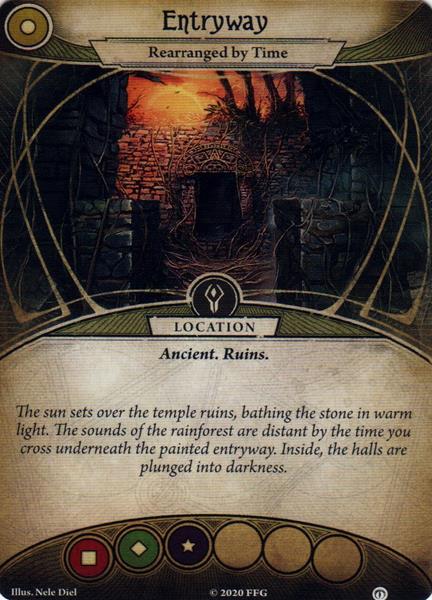 Entryway
Rearranged by Time
LOCATION
Ancient. Ruins.
The sun sets over the temple ruins, bathing the stone in warm
light. The sounds of the rainforest are distant by the time you
cross underneath the painted entryway. Inside, the halls are
plunged into darkness.
Illus. Nele Diel
© 2020 FFG